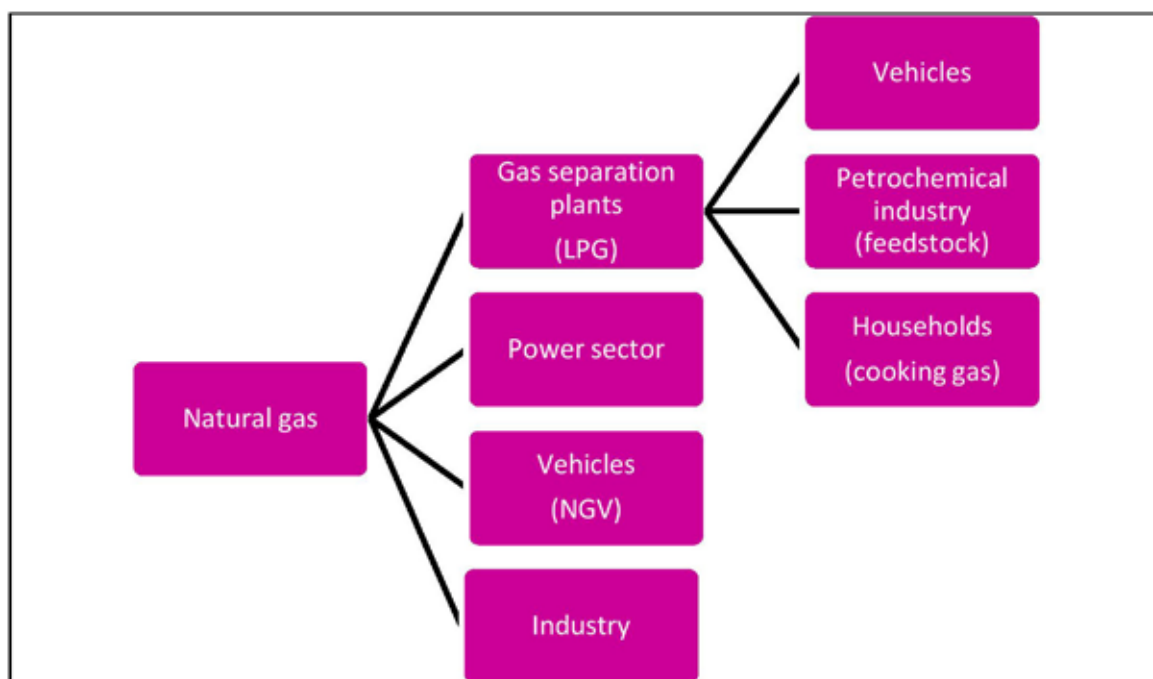 Natural gas
Gas separation
plants
(LPG)
Power sector
Vehicles
(NGV)
Industry
Vehicles
Petrochemical
industry
(feedstock)
Households
(cooking gas)